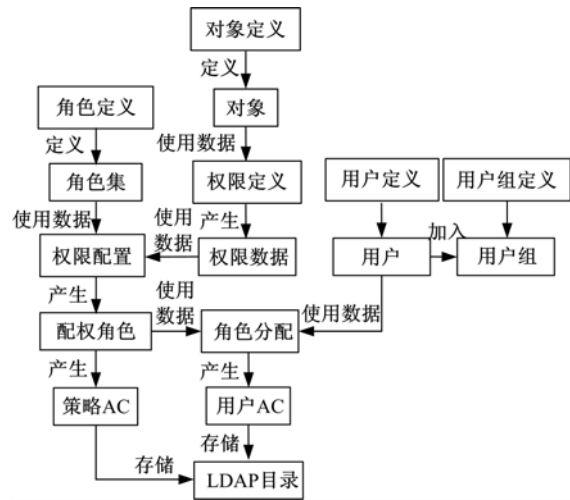 对象定义
定义
角色定义
对象
定义
使用数据
角色集
权限定义
用户定义
用户组定义
使用数据
使用
数据
产生
加入
权限配置
权限数据
用户
用户组
产生
使用
数据
使用数据
配权角色
角色分配
产生
产生
策略AC
用户AC
存储
存储
LDAP目录